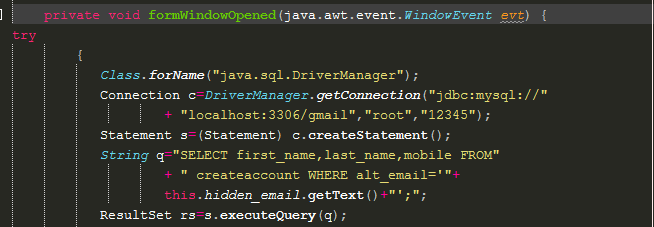 private void formWindowOpened(java.awt.event.WindowEvent evt) {
try
{
Class.forName("java.sql.DriverManager");
Connection c=DriverManager.getConnection("jdbc:mysql://"
+ "localhost:3306/gmail","root","12345");
Statement s=(Statement) c.createStatement();
String q="SELECT first_name,last_name,mobile FROM"
+ " createaccount WHERE alt_email='"+
this.hidden_email.getText()+"';";
ResultSet rs=s.executeQuery(q);